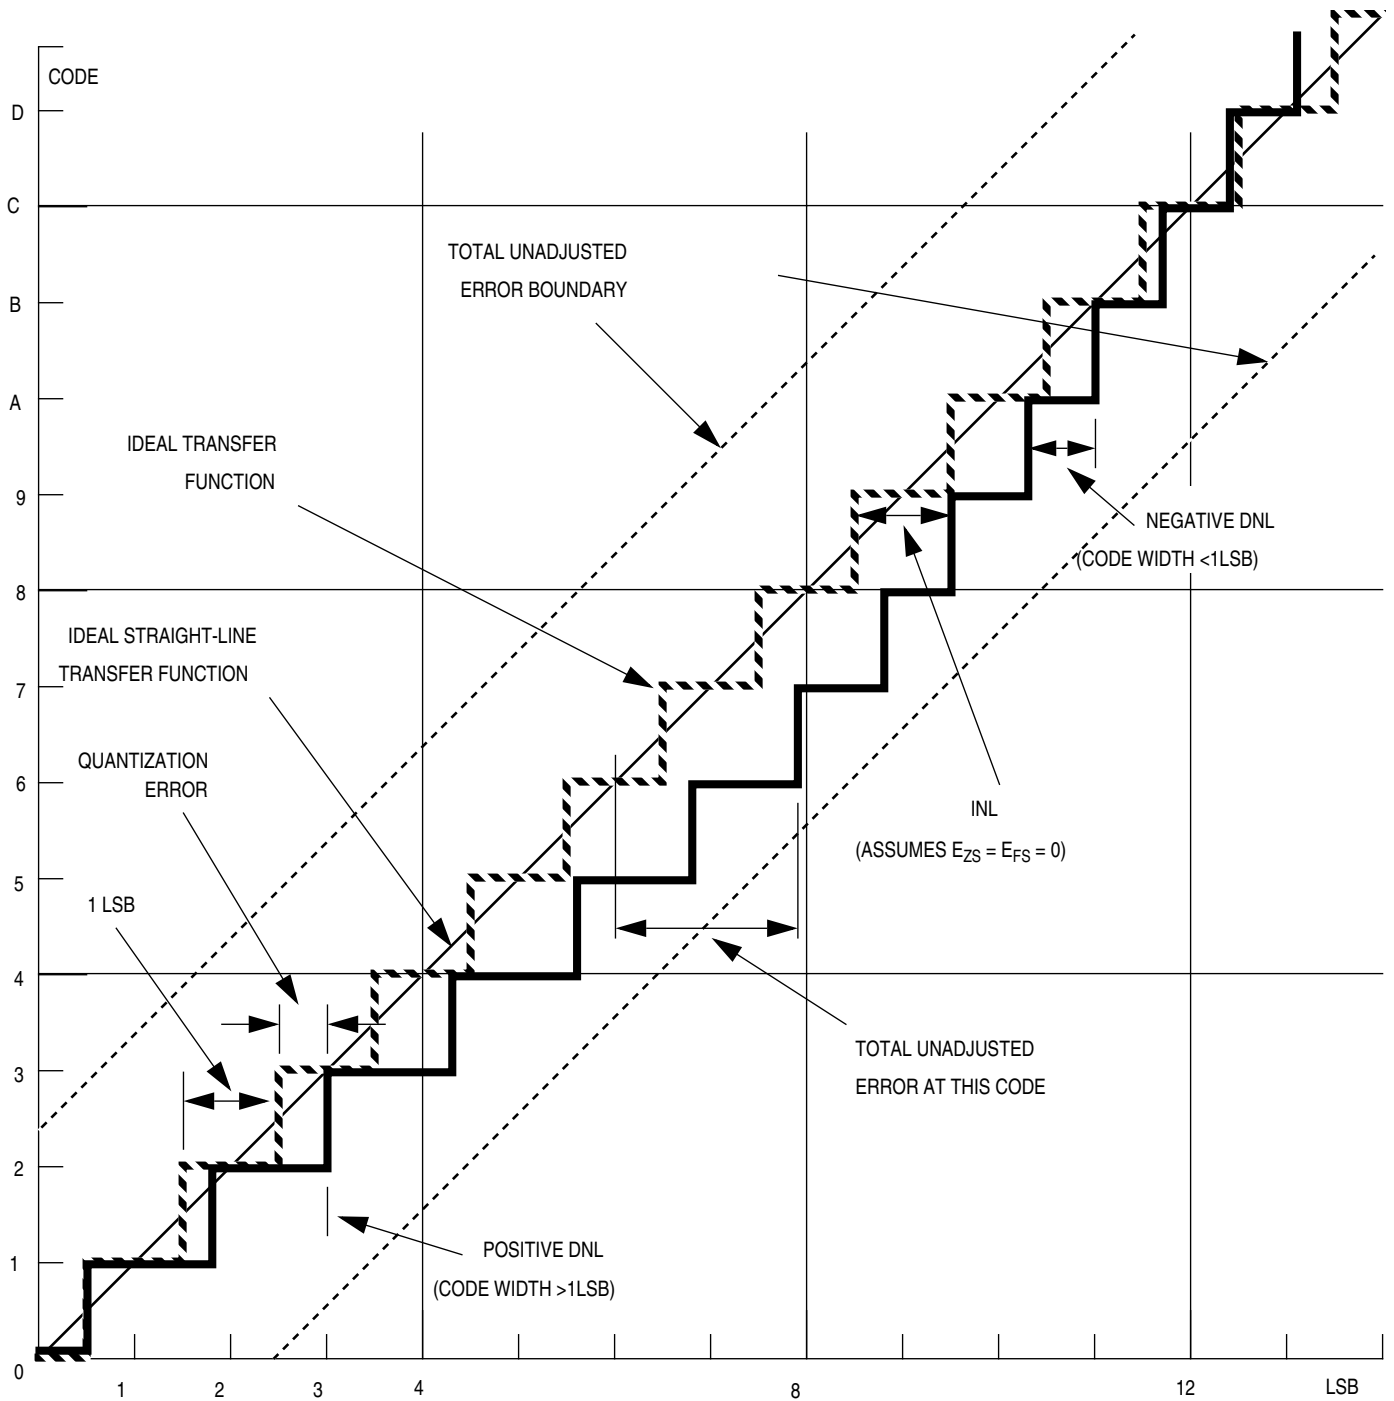 CODE
D
C
TOTAL UNADJUSTED
ERROR BOUNDARY
B
A
IDEAL TRANSFER
FUNCTION
9
NEGATIVE DNL
(CODE WIDTH <1LSB)
8
IDEAL STRAIGHT-LINE
TRANSFER FUNCTION
7
QUANTIZATION
ERROR
6
INL
(ASSUMES EZS = EFS = 0)
5
1 LSB
4
TOTAL UNADJUSTED
ERROR AT THIS CODE
3
2
POSITIVE DNL
(CODE WIDTH >1LSB)
1
0
1 2 3 4 8 12 LSB